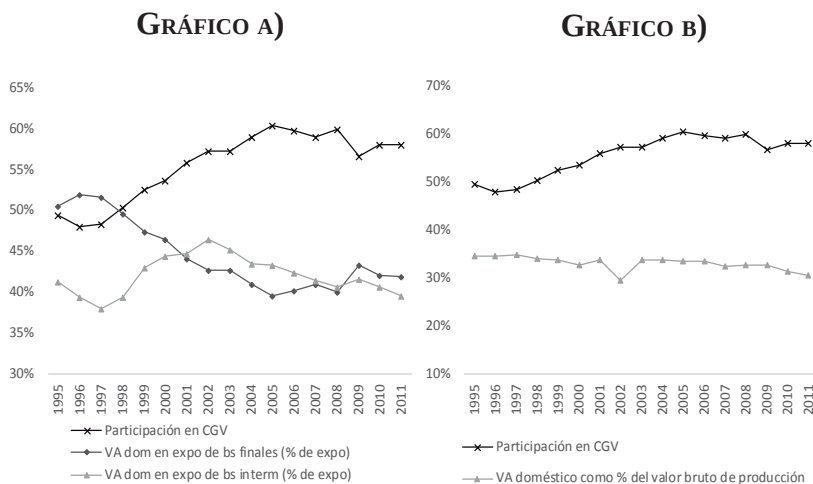 GRÁFICO A)
65%
60%
55%
50%
45%
40%
35%
30%
1995 1996 1997 1998 1999 2000 2001 2002 2003 2004 2005 2006 2007 2008 2009 2010 2011
Participación en CGV
VA dom en expo de bs finales (% de expo)
VA dom en expo de bs interm (% de expo)
GRÁFICO B)
70%
60%
50%
40%
30%
20%
10%
1995 1996 1997 1998 1999 2000 2001 2002 2003 2004 2005 2006 2007 2008 2009 2010 2011
Participación en CGV
VA doméstico como % del valor bruto de producción